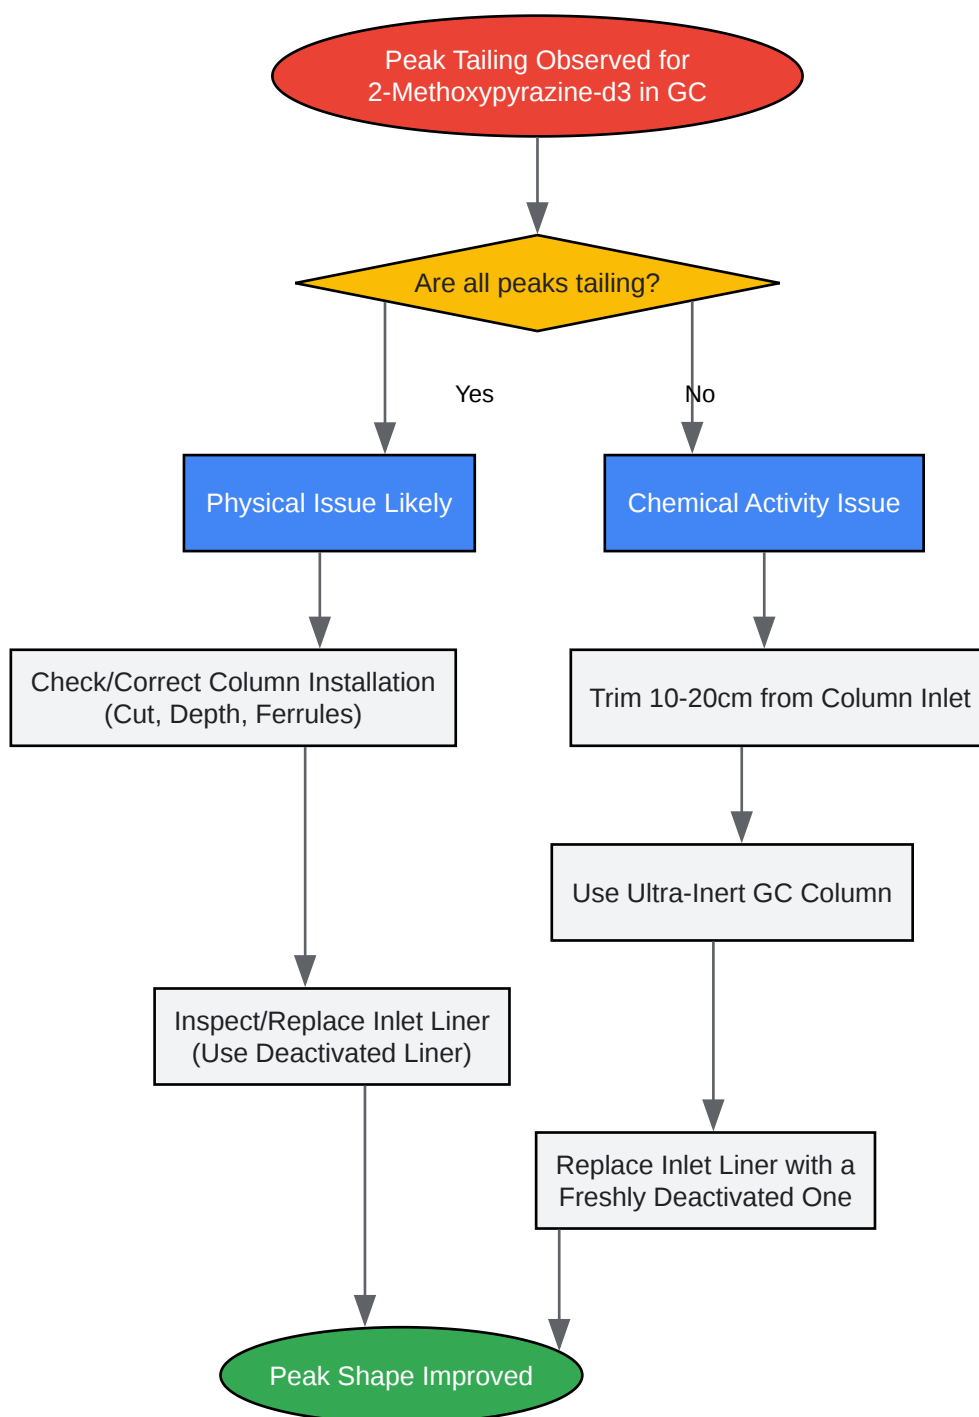 Peak Tailing Observed for
2-Methoxypyrazine-d3 in GC
Are all peaks tailing?
Yes
No
Physical Issue Likely
Chemical Activity Issue
Check/Correct Column Installation
(Cut, Depth, Ferrules)
Trim 10-20cm from Column Inlet
Use Ultra-Inert GC Column
Inspect/Replace Inlet Liner
(Use Deactivated Liner)
Replace Inlet Liner with a
Freshly Deactivated One
Peak Shape Improved